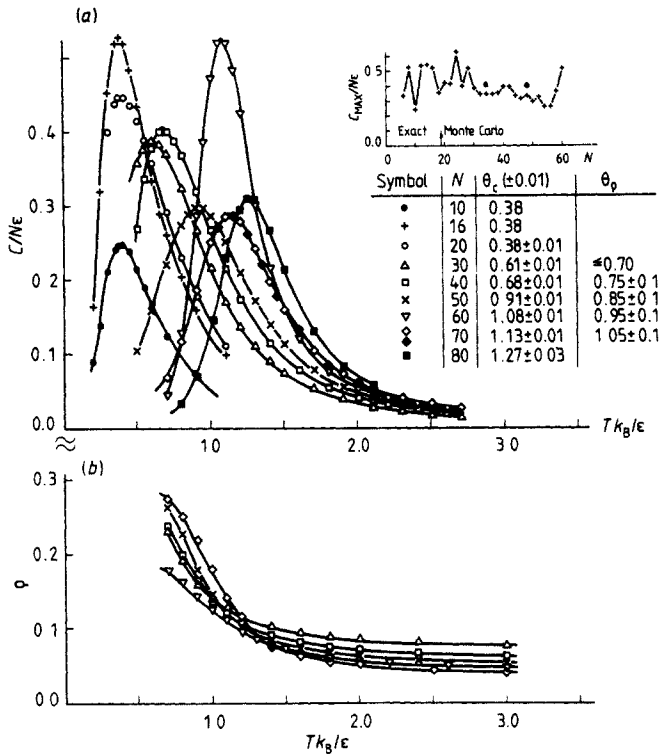 (a)
C/Nε
0.4
0.3
0.2
0.1
0.0
1.0
2.0
3.0
T k_B/ε
C_MAX/Nε
0.5
0.0
Exact
Monte Carlo
0
20
40
60
N
Symbol N θ_c (±0.01) θ_ρ
● 10 0.38
+ 16 0.38
○ 20 0.38±0.01
△ 30 0.61±0.01 ≤0.70
□ 40 0.68±0.01 0.75±0.1
× 50 0.91±0.01 0.85±0.1
▽ 60 1.08±0.01 0.95±0.1
◇ 70 1.13±0.01 1 05±0.1
■ 80 1.27±0 03
(b)
ρ
0.3
0.2
0 1
0 0
1 0
2 0
3 0
T k_B/ε